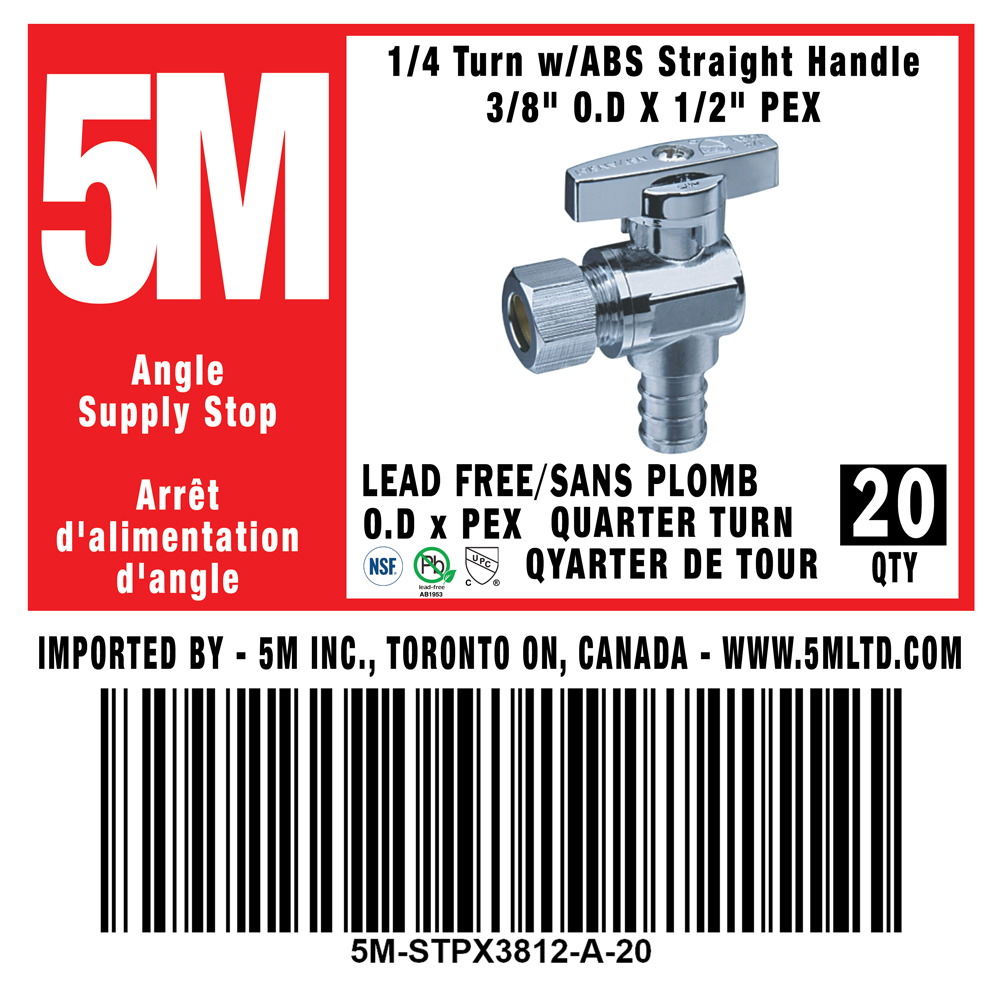 5M
Angle
Supply Stop
Arrêt
d'alimentation
d'angle
1/4 Turn w/ABS Straight Handle
3/8" O.D X 1/2" PEX
LEAD FREE/SANS PLOMB
O.D x PEX QUARTER TURN
QYARTER DE TOUR
NSF
Pb
lead-free
AB1953
UPC
C ®
20
QTY
IMPORTED BY - 5M INC., TORONTO ON, CANADA - WWW.5MLTD.COM
5M-STPX3812-A-20